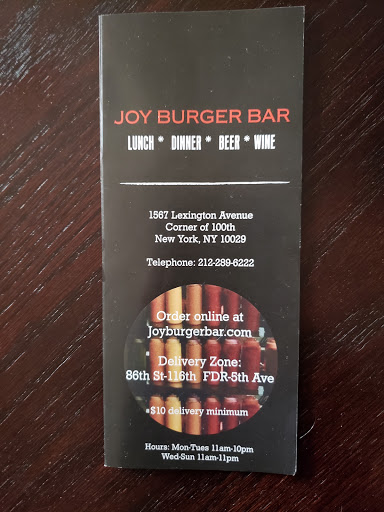 JOY BURGER BAR
LUNCH * DINNER * BEER * WINE
1567 Lexington Avenue
Corner of 100th
New York, NY 10029
Telephone: 212-289-6222
Order online at
Joyburgerbar.com
Delivery Zone:
86th St-116th FDR-5th Ave
$10 delivery minimum
Hours: Mon-Tues 11am-10pm
Wed-Sun 11am-11pm